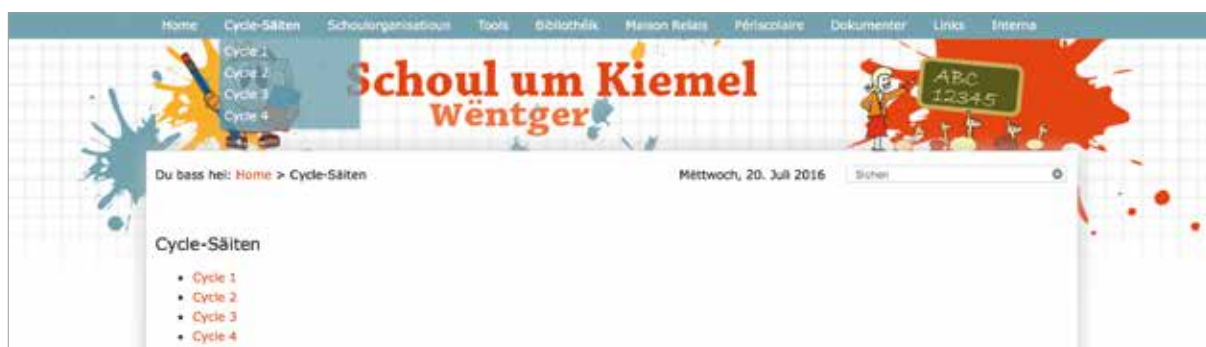 Home Cycle-Säiten Schoulorganisatioun Tools Bibliothéik Maison Relais Périscolaire Dokumenter Links Interna
Cycle 1
Cycle 2
Cycle 3
Cycle 4
Schoul um Kiemel
Wëntger
ABC
12345
Du bass hei: Home > Cycle-Säiten
Mëttwoch, 20. Juli 2016
Sichen
Cycle-Säiten
• Cycle 1
• Cycle 2
• Cycle 3
• Cycle 4